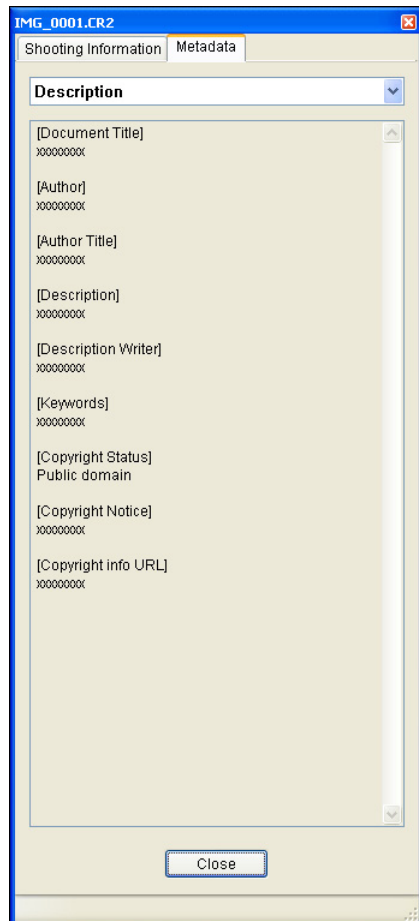 IMG_0001.CR2
Shooting Information Metadata
Description
[Document Title]
xxxxxxxx
[Author]
xxxxxxxx
[Author Title]
xxxxxxxx
[Description]
xxxxxxxx
[Description Writer]
xxxxxxxx
[Keywords]
xxxxxxxx
[Copyright Status]
Public domain
[Copyright Notice]
xxxxxxxx
[Copyright info URL]
xxxxxxxx
Close